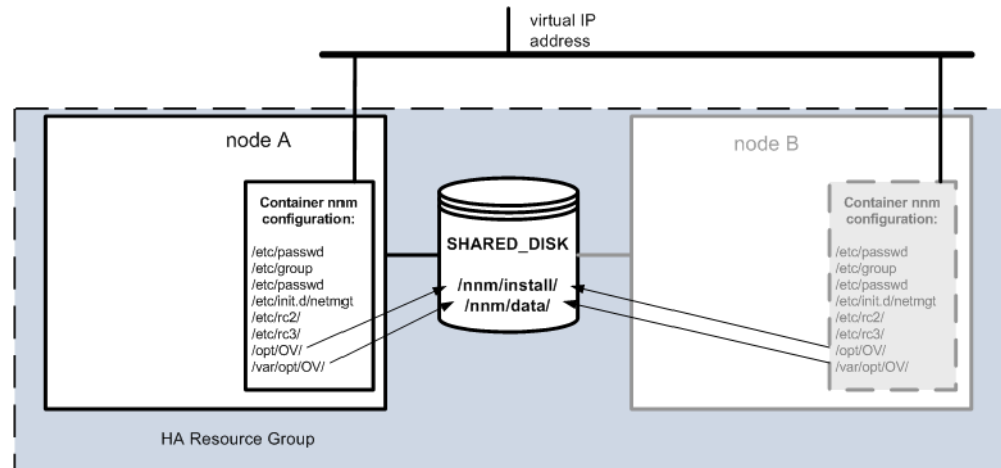 virtual IP
address
node A
Container nnm
configuration:
/etc/passwd
/etc/group
/etc/passwd
/etc/init.d/netmgt
/etc/rc2/
/etc/rc3/
/opt/OV/
/var/opt/OV/
SHARED_DISK
/nnm/install/
/nnm/data/
node B
Container nnm
configuration:
/etc/passwd
/etc/group
/etc/passwd
/etc/init.d/netmgt
/etc/rc2/
/etc/rc3/
/opt/OV/
/var/opt/OV/
HA Resource Group